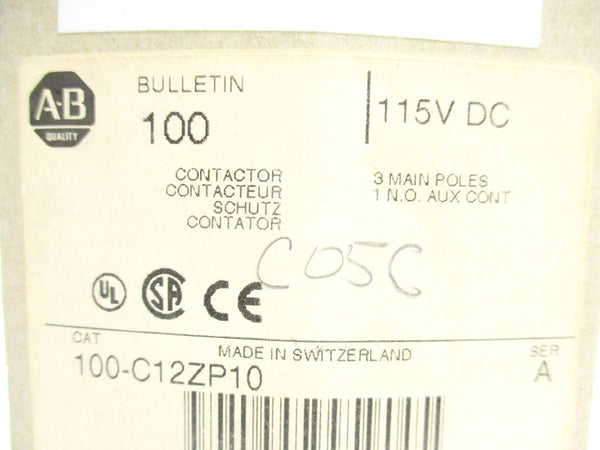 A-B
QUALITY
BULLETIN
100
115V DC
CONTACTOR
CONTACTEUR
SCHUTZ
CONTATOR
3 MAIN POLES
1 N.O. AUX CONT
C056
UL
SA
CE
CAT
MADE IN SWITZERLAND
SER
100-C12ZP10
A